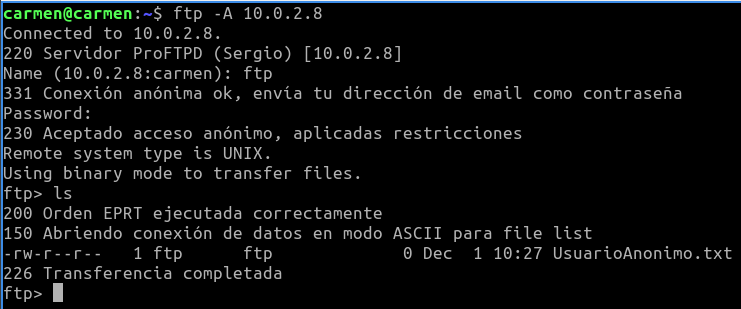 carmen@carmen:~$ ftp -A 10.0.2.8
Connected to 10.0.2.8.
220 Servidor ProFTPD (Sergio) [10.0.2.8]
Name (10.0.2.8:carmen): ftp
331 Conexión anónima ok, envía tu dirección de email como contraseña
Password:
230 Aceptado acceso anónimo, aplicadas restricciones
Remote system type is UNIX.
Using binary mode to transfer files.
ftp> ls
200 Orden EPRT ejecutada correctamente
150 Abriendo conexión de datos en modo ASCII para file list
-rw-r--r--   1 ftp      ftp             0 Dec  1 10:27 UsuarioAnonimo.txt
226 Transferencia completada
ftp>